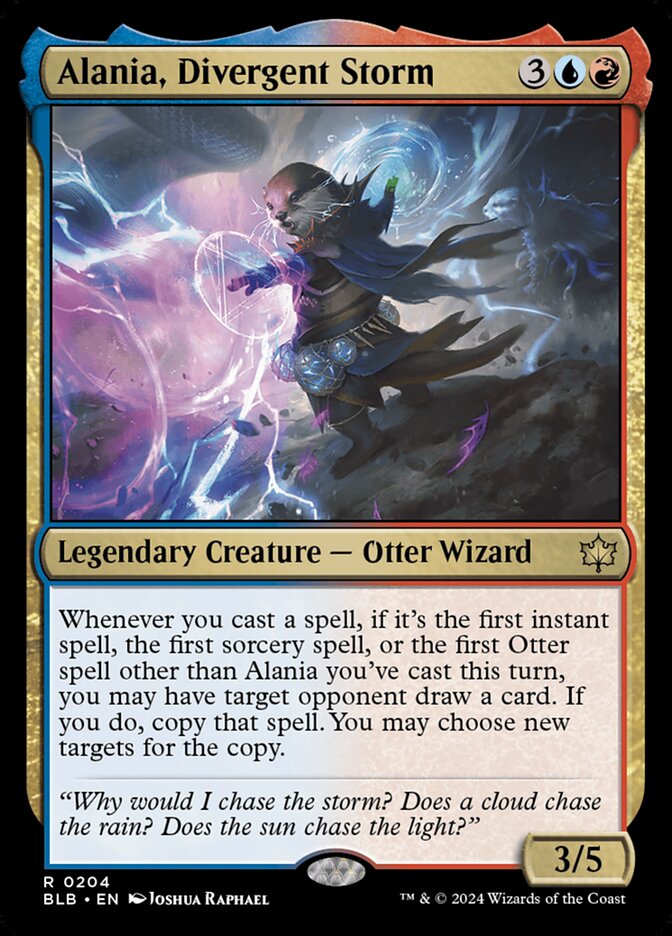 Alania, Divergent Storm 3
Legendary Creature — Otter Wizard
Whenever you cast a spell, if it's the first instant
spell, the first sorcery spell, or the first Otter
spell other than Alania you've cast this turn,
you may have target opponent draw a card. If
you do, copy that spell. You may choose new
targets for the copy.
“Why would I chase the storm? Does a cloud chase
the rain? Does the sun chase the light?”
3/5
R 0204
BLB • EN Joshua Raphael
™ & © 2024 Wizards of the Coast